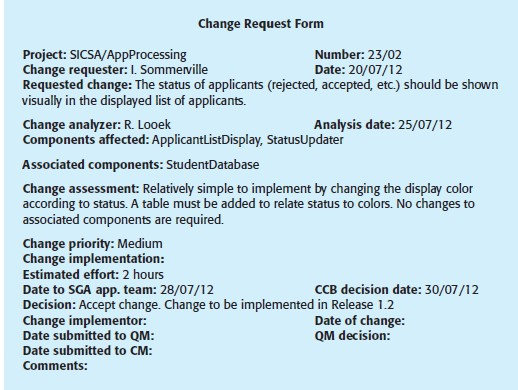 Change Request Form
Project: SICSA/AppProcessing Number: 23/02
Change requester: I. Sommerville Date: 20/07/12
Requested change: The status of applicants (rejected, accepted, etc.) should be shown
visually in the displayed list of applicants.
Change analyzer: R. Looek Analysis date: 25/07/12
Components affected: ApplicantListDisplay, StatusUpdater
Associated components: StudentDatabase
Change assessment: Relatively simple to implement by changing the display color
according to status. A table must be added to relate status to colors. No changes to
associated components are required.
Change priority: Medium
Change implementation:
Estimated effort: 2 hours
Date to SGA app. team: 28/07/12 CCB decision date: 30/07/12
Decision: Accept change. Change to be implemented in Release 1.2
Change implementor: Date of change:
Date submitted to QM: QM decision:
Date submitted to CM:
Comments: